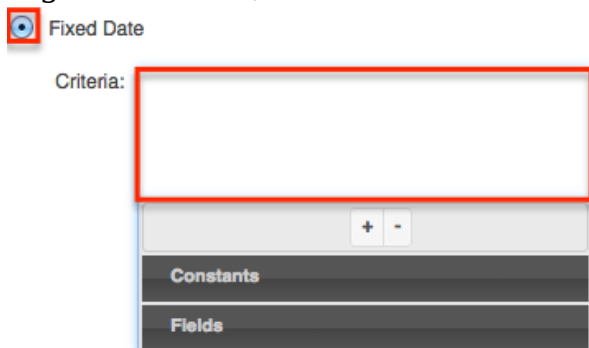 Fixed Date
Criteria:
+ -
Constants
Fields